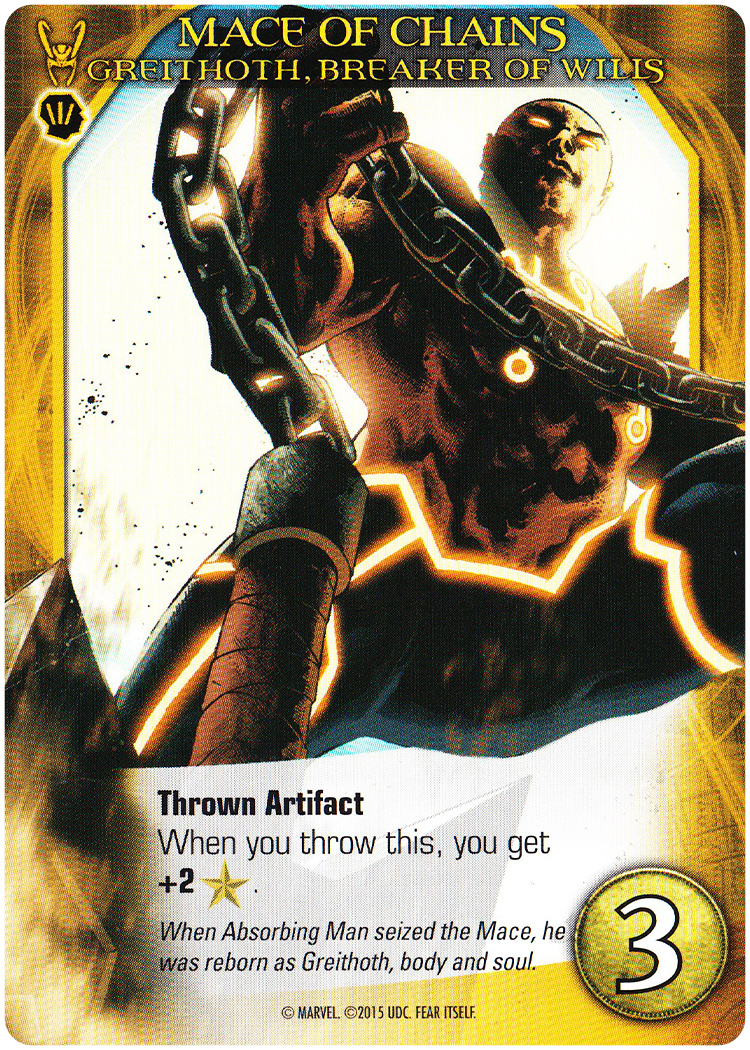 MACE OF CHAINS
GREITHOTH, BREAKER OF WILLS
Thrown Artifact
When you throw this, you get
+2 .
When Absorbing Man seized the Mace, he
was reborn as Greithoth, body and soul.
3
© MARVEL. ©2015 UDC. FEAR ITSELF.